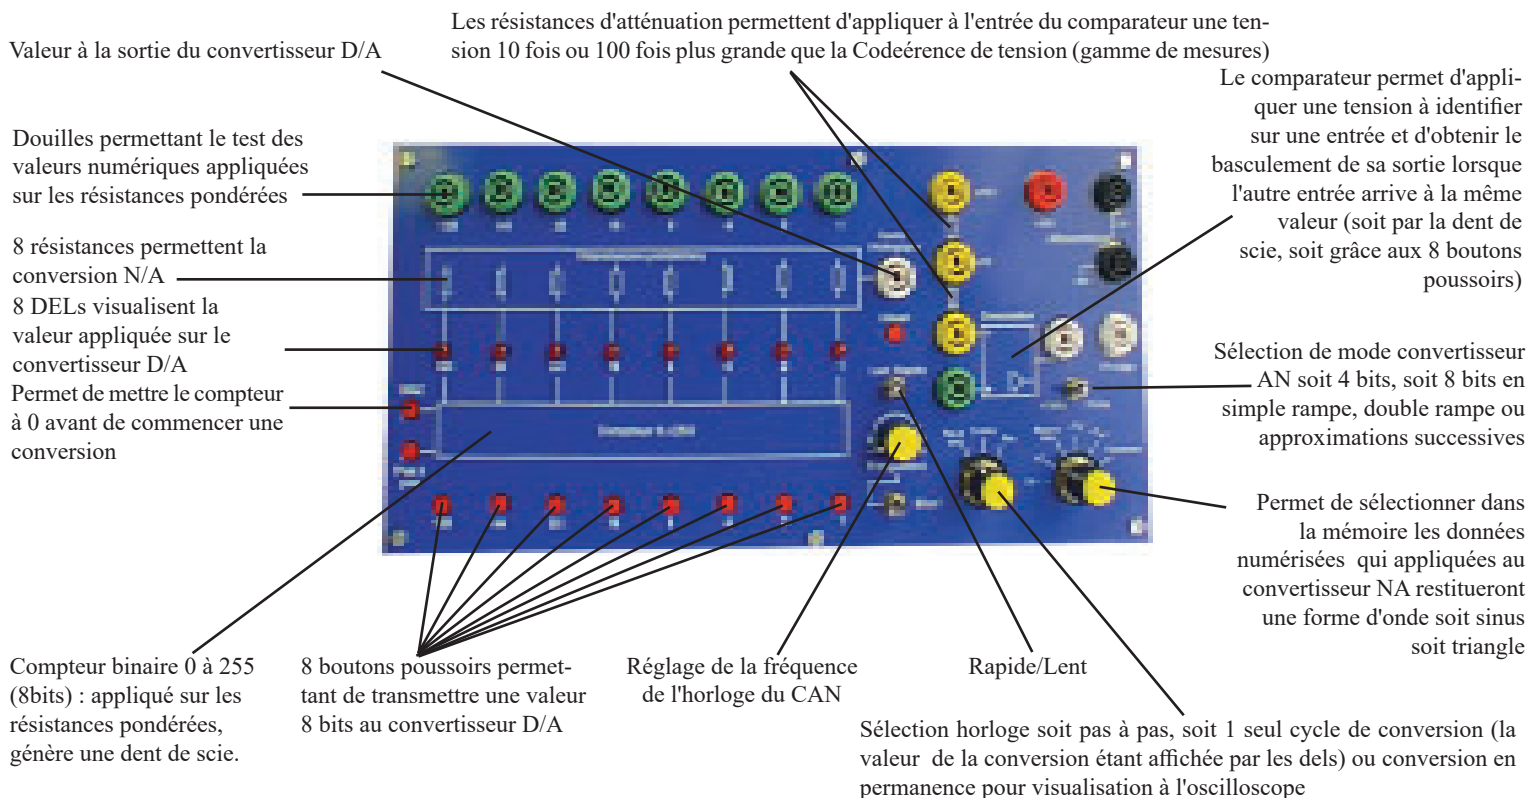 Les résistances d'atténuation permettent d'appliquer à l'entrée du comparateur une ten-
sion 10 fois ou 100 fois plus grande que la Codeérence de tension (gamme de mesures)
Valeur à la sortie du convertisseur D/A
Le comparateur permet d'appli-
quer une tension à identifier
sur une entrée et d'obtenir le
basculement de sa sortie lorsque
l'autre entrée arrive à la même
valeur (soit par la dent de
scie, soit grâce aux 8 boutons
poussoirs)
Douilles permettant le test des
valeurs numériques appliquées
sur les résistances pondérées
8 résistances permettent la
conversion N/A
8 DELs visualisent la
valeur appliquée sur le
convertisseur D/A
Permet de mettre le compteur
à 0 avant de commencer une
conversion
Sélection de mode convertisseur
AN soit 4 bits, soit 8 bits en
simple rampe, double rampe ou
approximations successives
Permet de sélectionner dans
la mémoire les données
numérisées qui appliquées au
convertisseur NA restitueront
une forme d'onde soit sinus
soit triangle
Compteur binaire 0 à 255
(8bits) : appliqué sur les
résistances pondérées,
génère une dent de scie.
8 boutons poussoirs permet-
tant de transmettre une valeur
8 bits au convertisseur D/A
Réglage de la fréquence
de l'horloge du CAN
Rapide/Lent
Sélection horloge soit pas à pas, soit 1 seul cycle de conversion (la
valeur de la conversion étant affichée par les dels) ou conversion en
permanence pour visualisation à l'oscilloscope